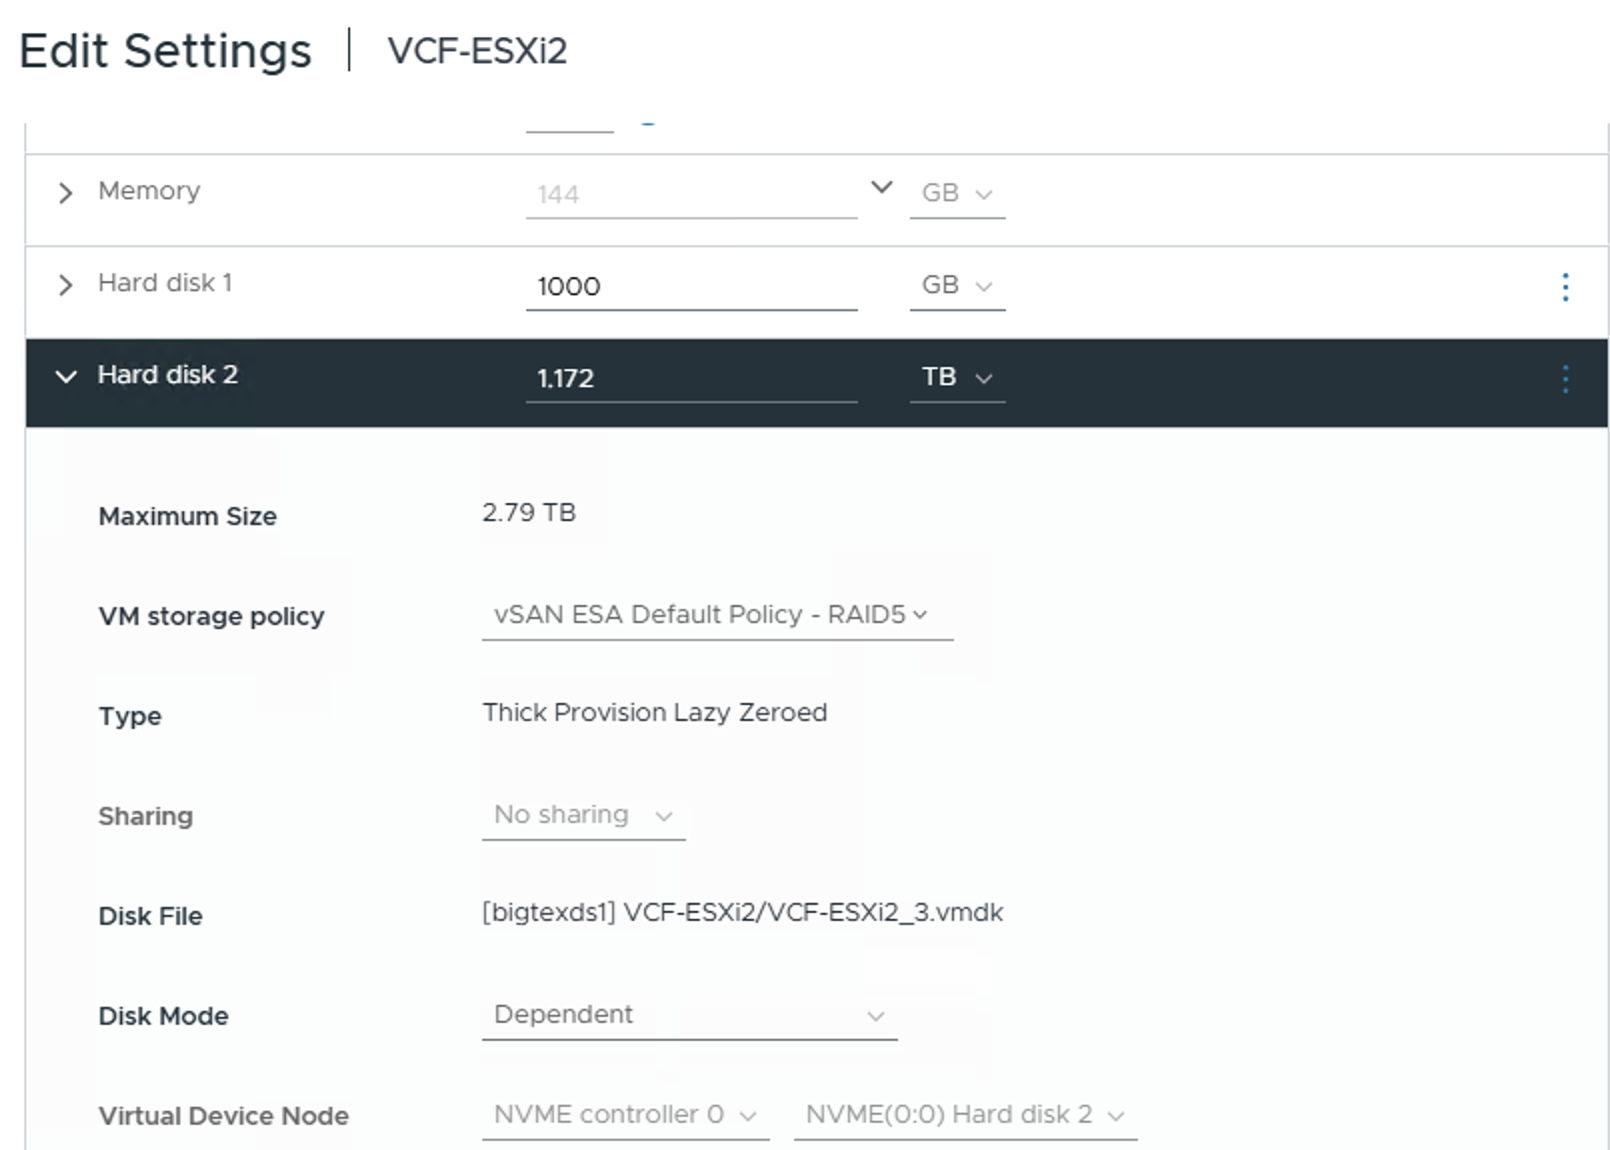 Edit Settings | VCF-ESXi2
Memory 144 GB
Hard disk 1 1000 GB
Hard disk 2 1.172 TB
Maximum Size 2.79 TB
VM storage policy vSAN ESA Default Policy - RAID5
Type Thick Provision Lazy Zeroed
Sharing No sharing
Disk File [bigtexds1] VCF-ESXi2/VCF-ESXi2_3.vmdk
Disk Mode Dependent
Virtual Device Node NVME controller 0 NVME(0:0) Hard disk 2